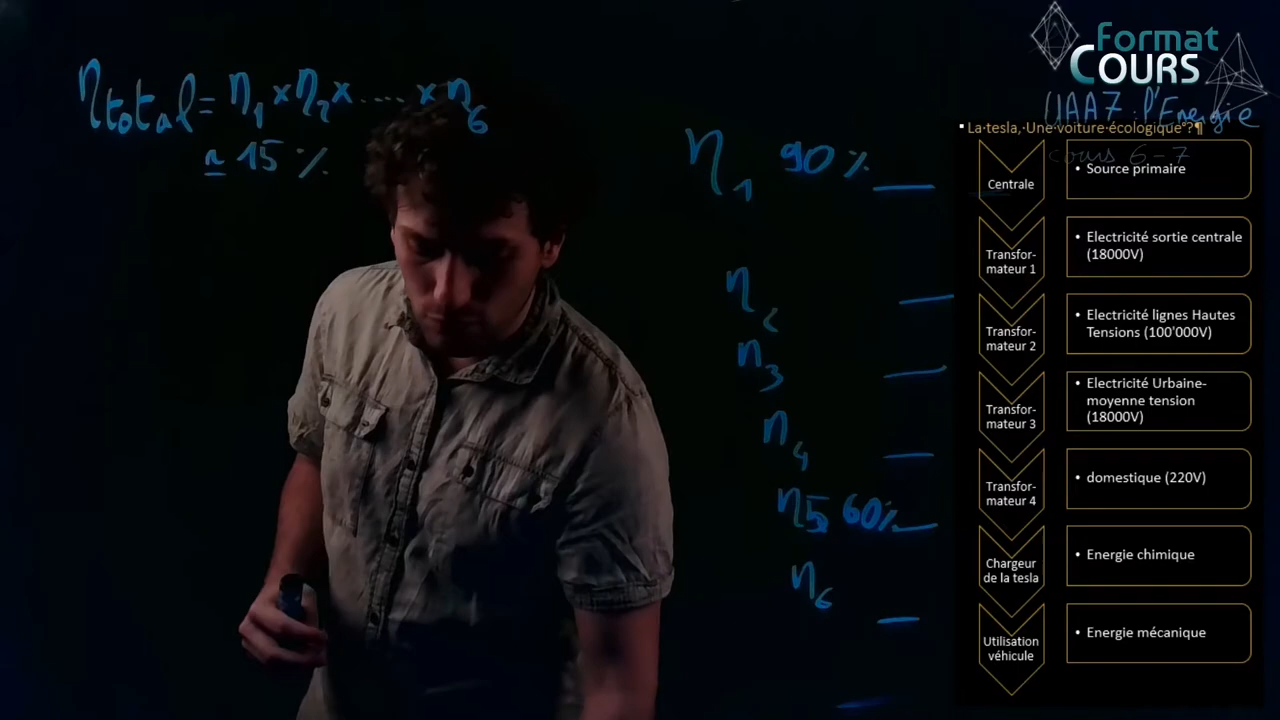 Format
COURS
UAA7 : l'Energie
cours 6-7
ηtotal = η1 × η2 × .... × η6
≃ 15 %
η1 90 %
η2
η3
η4
η5 60 %
η6
▪ La·tesla,·Une·voiture·écologique°?¶
Centrale
• Source primaire
Transfor-
mateur 1
• Electricité sortie centrale
(18000V)
Transfor-
mateur 2
• Electricité lignes Hautes
Tensions (100'000V)
Transfor-
mateur 3
• Electricité Urbaine-
moyenne tension
(18000V)
Transfor-
mateur 4
• domestique (220V)
Chargeur
de la tesla
• Energie chimique
Utilisation
véhicule
• Energie mécanique